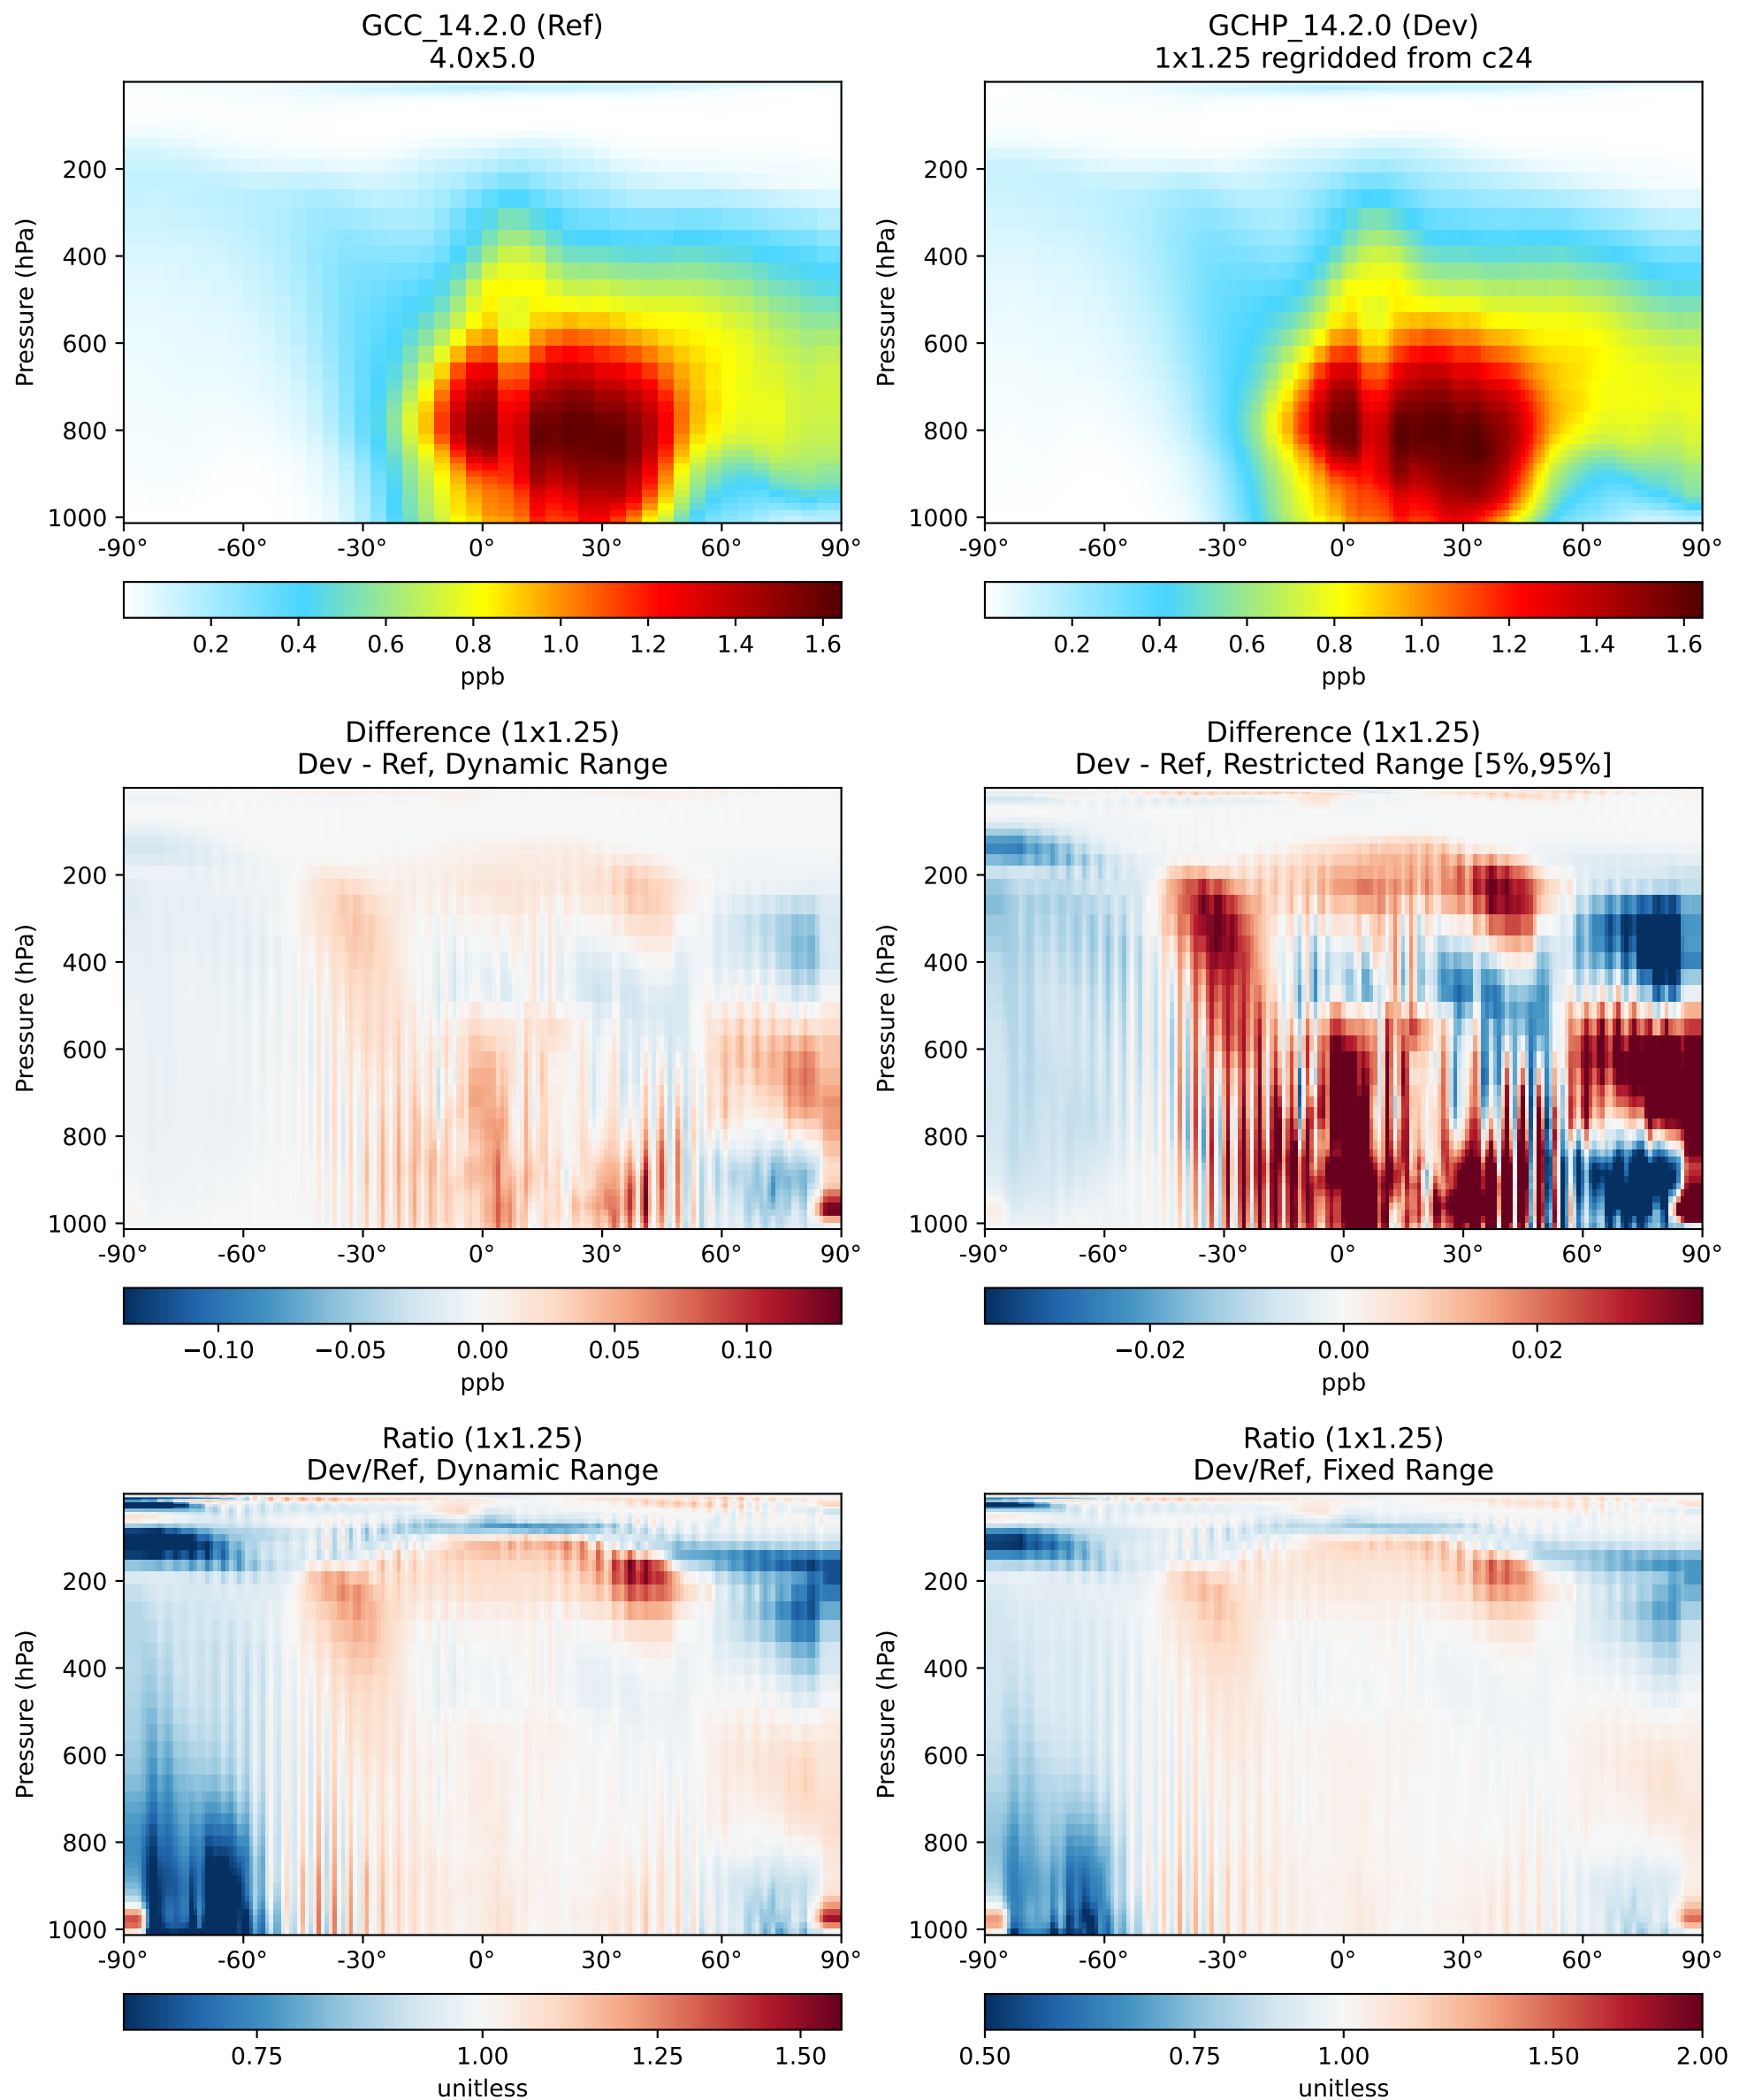 GCC_14.2.0 (Ref)
4.0x5.0
Pressure (hPa)
200
400
600
800
1000
-90° -60° -30° 0° 30° 60° 90°
0.2 0.4 0.6 0.8 1.0 1.2 1.4 1.6
ppb
GCHP_14.2.0 (Dev)
1x1.25 regridded from c24
Pressure (hPa)
200
400
600
800
1000
-90° -60° -30° 0° 30° 60° 90°
0.2 0.4 0.6 0.8 1.0 1.2 1.4 1.6
ppb
Difference (1x1.25)
Dev - Ref, Dynamic Range
Pressure (hPa)
200
400
600
800
1000
-90° -60° -30° 0° 30° 60° 90°
−0.10 −0.05 0.00 0.05 0.10
ppb
Difference (1x1.25)
Dev - Ref, Restricted Range [5%,95%]
Pressure (hPa)
200
400
600
800
1000
-90° -60° -30° 0° 30° 60° 90°
−0.02 0.00 0.02
ppb
Ratio (1x1.25)
Dev/Ref, Dynamic Range
Pressure (hPa)
200
400
600
800
1000
-90° -60° -30° 0° 30° 60° 90°
0.75 1.00 1.25 1.50
unitless
Ratio (1x1.25)
Dev/Ref, Fixed Range
Pressure (hPa)
200
400
600
800
1000
-90° -60° -30° 0° 30° 60° 90°
0.50 0.75 1.00 1.50 2.00
unitless